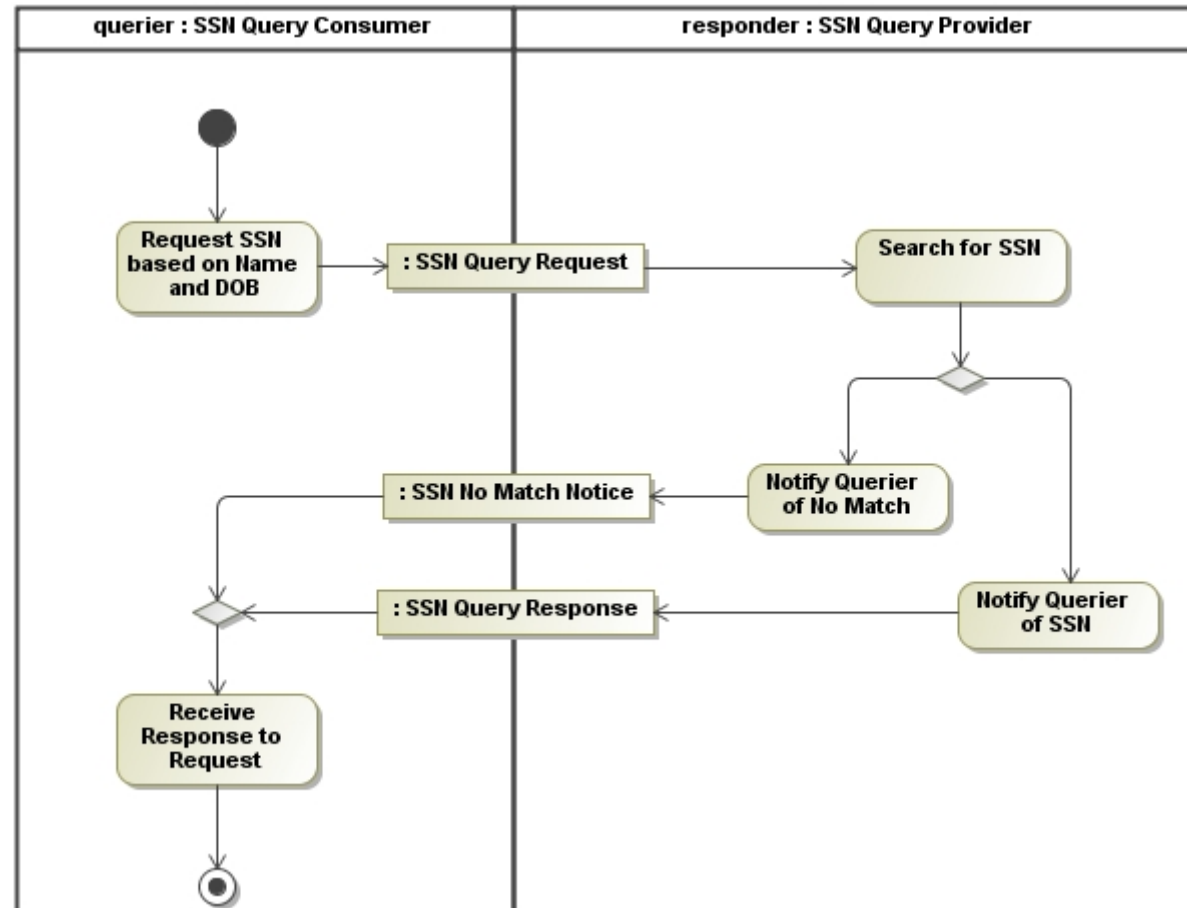 querier : SSN Query Consumer
responder : SSN Query Provider
Request SSN
based on Name
and DOB
: SSN Query Request
Search for SSN
: SSN No Match Notice
Notify Querier
of No Match
: SSN Query Response
Notify Querier
of SSN
Receive
Response to
Request